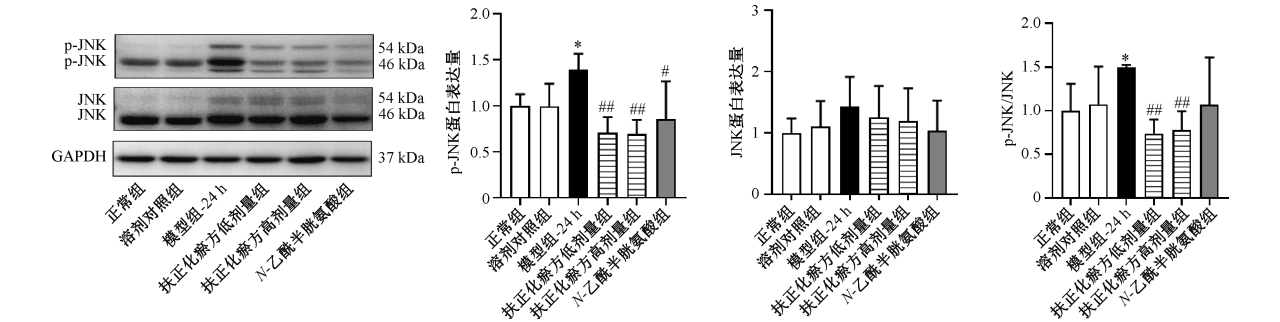 p-JNK
p-JNK
54 kDa
46 kDa
JNK
JNK
54 kDa
46 kDa
GAPDH
37 kDa
正常组
溶剂对照组
模型组-24 h
扶正化瘀方低剂量组
扶正化瘀方高剂量组
N-乙酰半胱氨酸组
p-JNK蛋白表达量
2.0
1.5
1.0
0.5
0
*
##
##
#
正常组
溶剂对照组
模型组-24 h
扶正化瘀方低剂量组
扶正化瘀方高剂量组
N-乙酰半胱氨酸组
JNK蛋白表达量
3
2
1
0
正常组
溶剂对照组
模型组-24 h
扶正化瘀方低剂量组
扶正化瘀方高剂量组
N-乙酰半胱氨酸组
p-JNK/JNK
2.0
1.5
1.0
0.5
0
*
##
##
正常组
溶剂对照组
模型组-24 h
扶正化瘀方低剂量组
扶正化瘀方高剂量组
N-乙酰半胱氨酸组